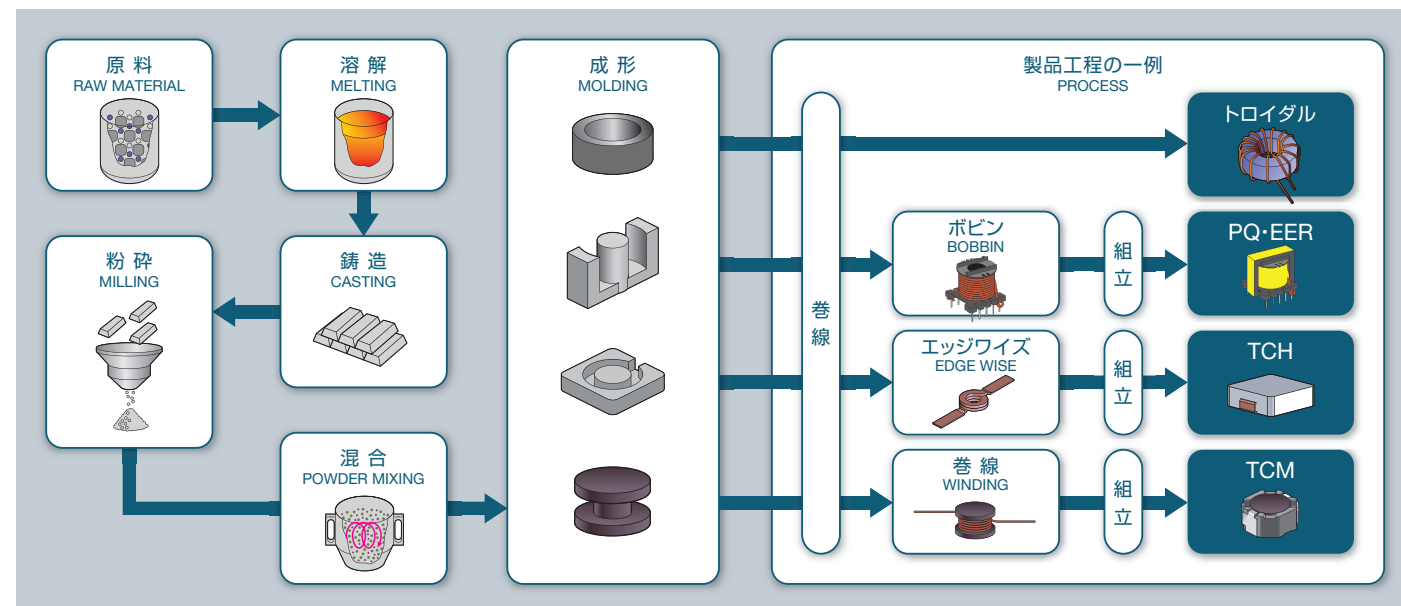 原料
RAW MATERIAL
溶解
MELTING
鋳造
CASTING
粉砕
MILLING
混合
POWDER MIXING
成形
MOLDING
製品工程の一例
PROCESS
巻線
トロイダル
ボビン
BOBBIN
組立
PQ・EER
エッジワイズ
EDGE WISE
組立
TCH
巻線
WINDING
組立
TCM